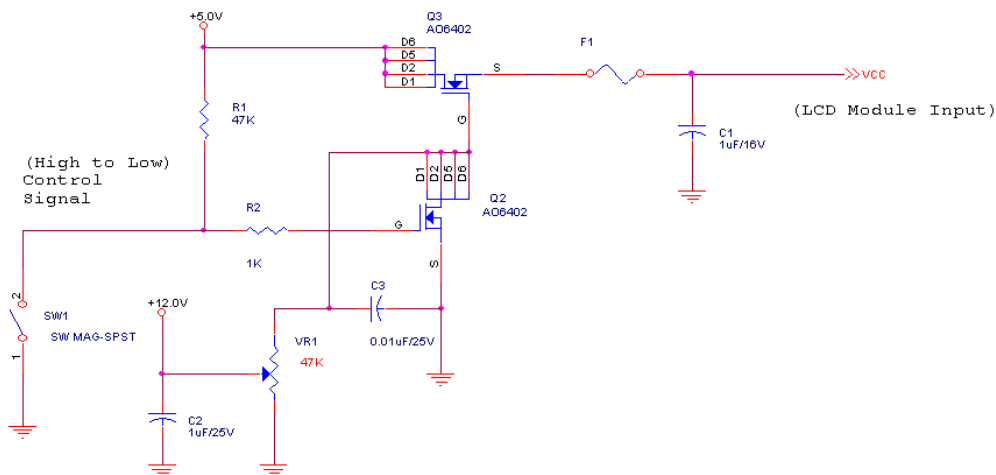 +5.0V
Q3
AO6402
D6
D5
D2
D1
S
G
F1
VCC
(LCD Module Input)
R1
47K
C1
1uF/16V
(High to Low)
Control
Signal
D1
D2
D5
D6
Q2
AO6402
R2
1K
G
S
2
SW1
SW MAG-SPST
1
+12.0V
C3
0.01uF/25V
VR1
47K
C2
1uF/25V